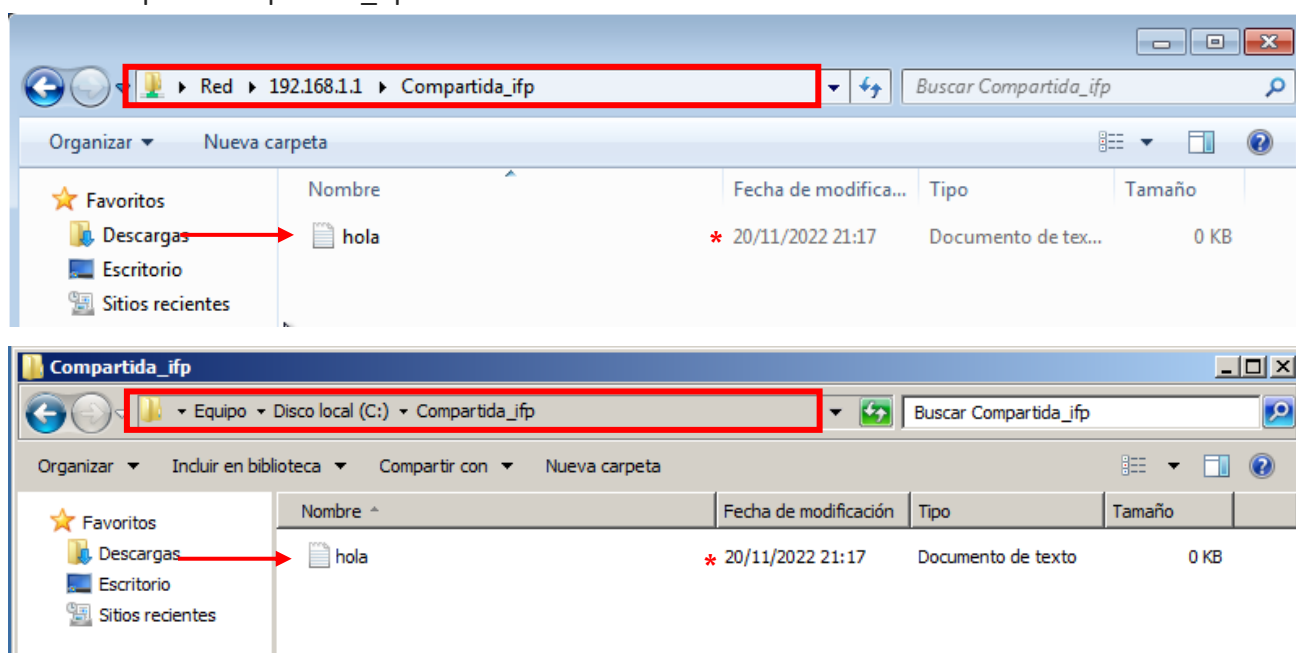 Red ▸ 192.168.1.1 ▸ Compartida_ifp
Buscar Compartida_ifp
Organizar ▾ Nueva carpeta
Favoritos
Descargas
Escritorio
Sitios recientes
Nombre Fecha de modifica... Tipo Tamaño
hola * 20/11/2022 21:17 Documento de tex... 0 KB
Compartida_ifp
Equipo ▾ Disco local (C:) ▾ Compartida_ifp
Buscar Compartida_ifp
Organizar ▾ Incluir en biblioteca ▾ Compartir con ▾ Nueva carpeta
Favoritos
Descargas
Escritorio
Sitios recientes
Nombre Fecha de modificación Tipo Tamaño
hola * 20/11/2022 21:17 Documento de texto 0 KB